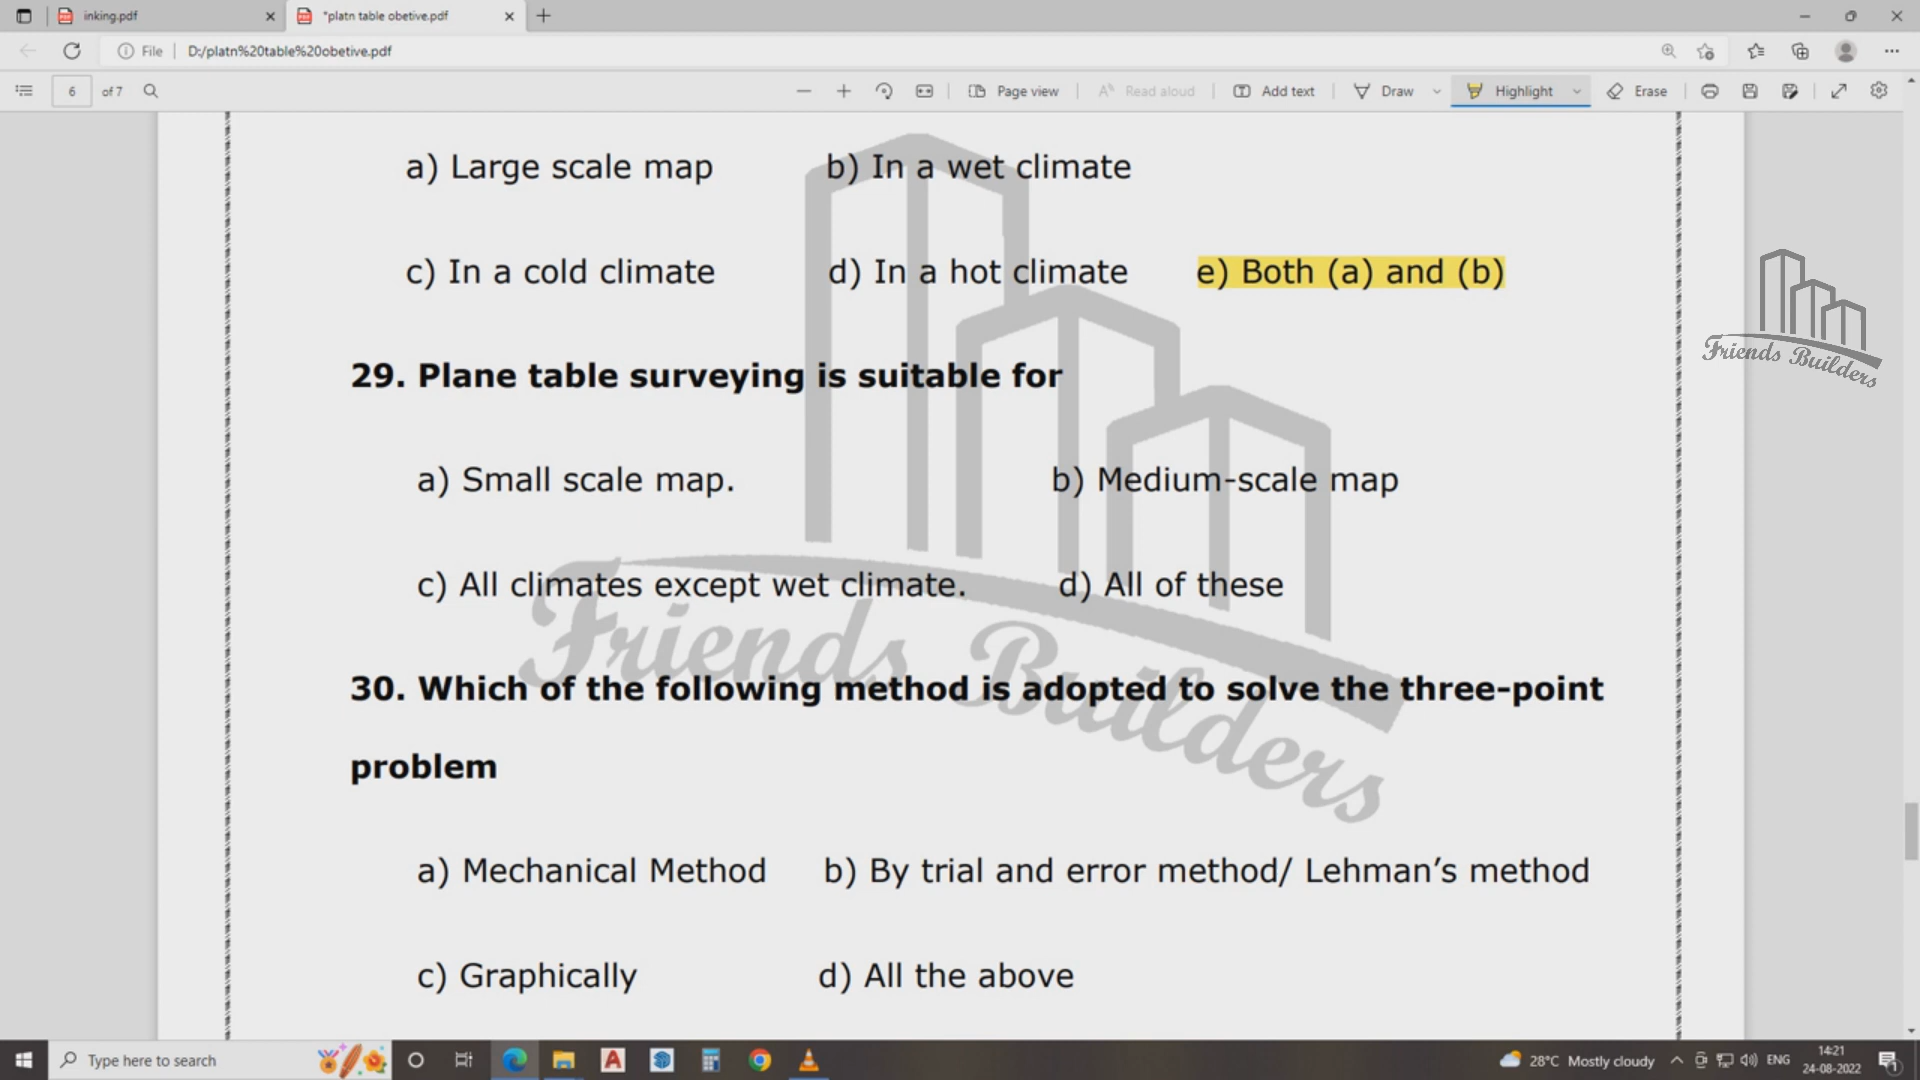 inking.pdf
*platn table obetive.pdf
File
D:/platn%20table%20obetive.pdf
6 of 7
Page view
Read aloud
Add text
Draw
Highlight
Erase
a) Large scale map b) In a wet climate
c) In a cold climate d) In a hot climate e) Both (a) and (b)
Friends Builders
29. Plane table surveying is suitable for
a) Small scale map. b) Medium-scale map
c) All climates except wet climate. d) All of these
Friends Builders
30. Which of the following method is adopted to solve the three-point
problem
a) Mechanical Method b) By trial and error method/ Lehman’s method
c) Graphically d) All the above
Type here to search
28°C Mostly cloudy
ENG
14:21
24-08-2022
1